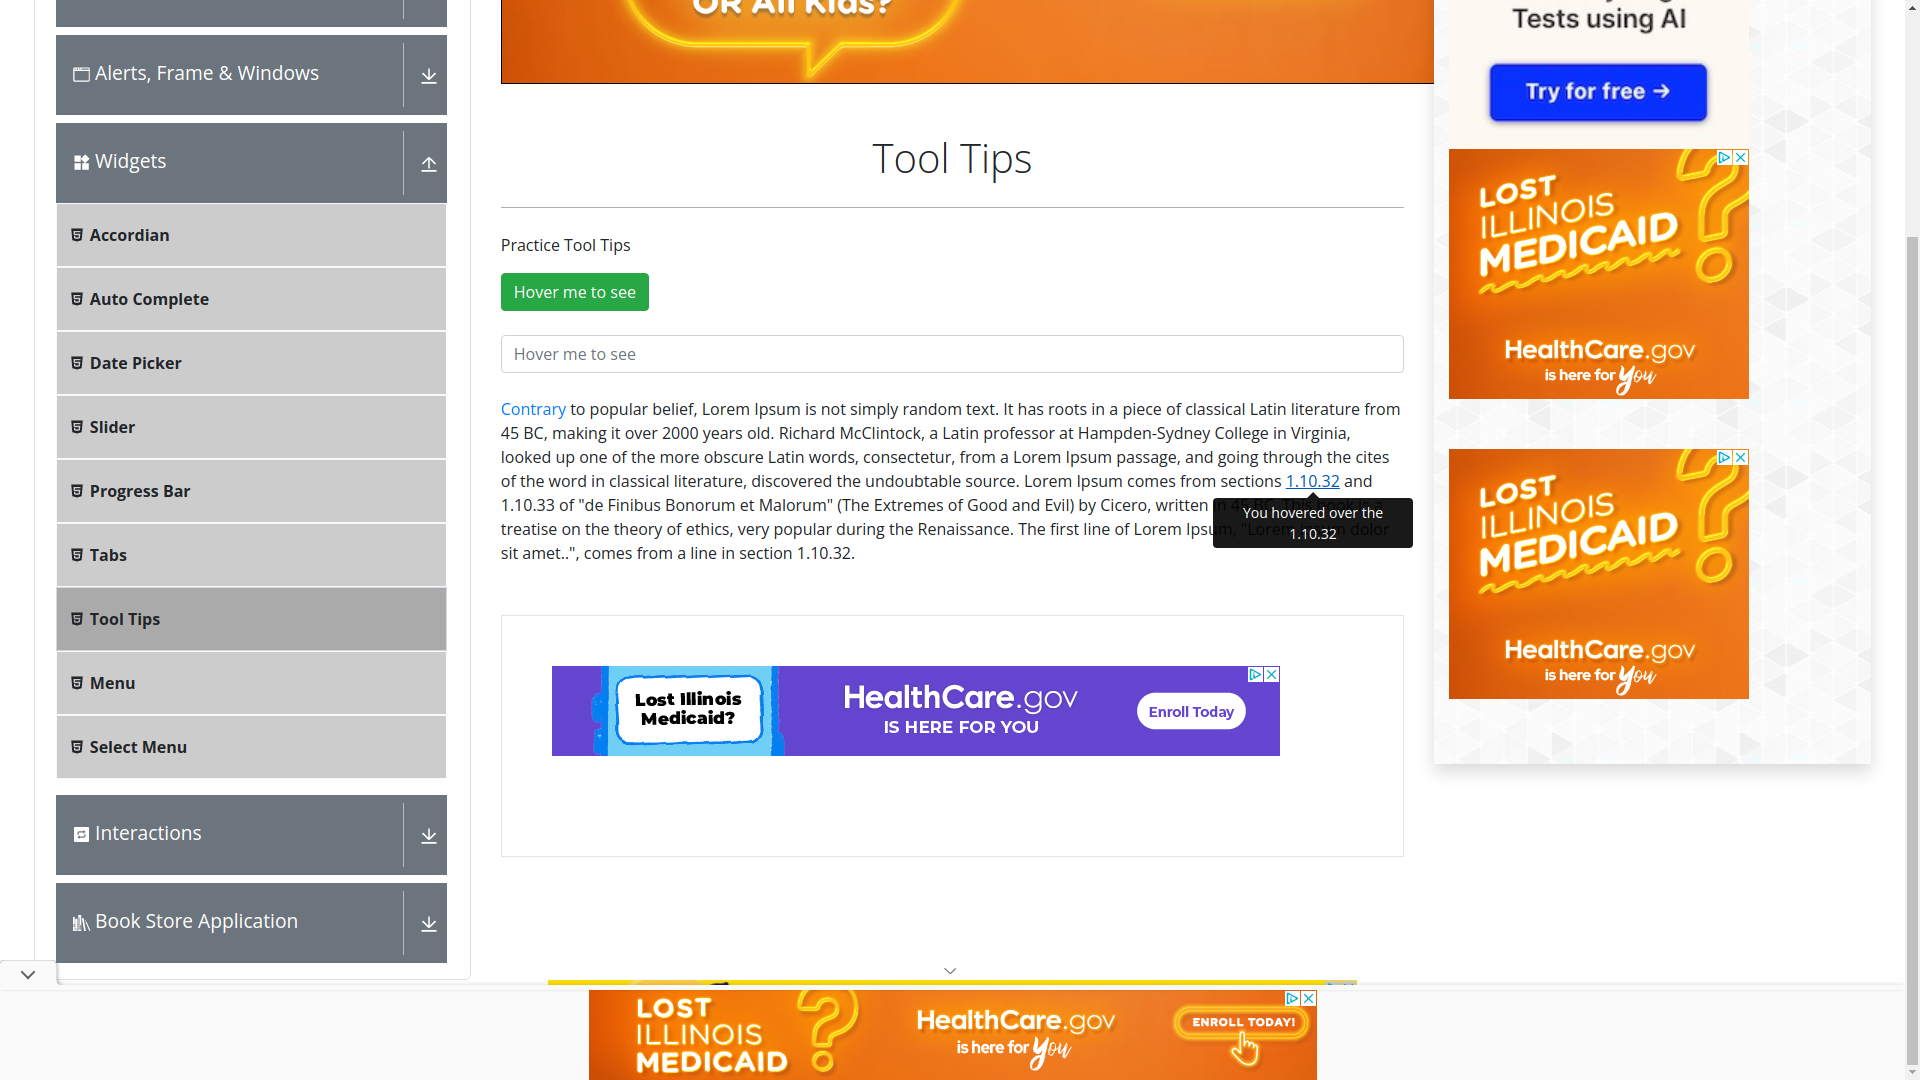 OR All Kids?
Tests using AI
Try for free →
Alerts, Frame & Windows
Widgets
Accordian
Auto Complete
Date Picker
Slider
Progress Bar
Tabs
Tool Tips
Menu
Select Menu
Interactions
Book Store Application
Tool Tips
Practice Tool Tips
Hover me to see
Hover me to see
Contrary to popular belief, Lorem Ipsum is not simply random text. It has roots in a piece of classical Latin literature from
45 BC, making it over 2000 years old. Richard McClintock, a Latin professor at Hampden-Sydney College in Virginia,
looked up one of the more obscure Latin words, consectetur, from a Lorem Ipsum passage, and going through the cites
of the word in classical literature, discovered the undoubtable source. Lorem Ipsum comes from sections 1.10.32 and
1.10.33 of "de Finibus Bonorum et Malorum" (The Extremes of Good and Evil) by Cicero, written in 45 BC. This book is a
treatise on the theory of ethics, very popular during the Renaissance. The first line of Lorem Ipsum, "Lorem ipsum dolor
sit amet..", comes from a line in section 1.10.32.
You hovered over the
1.10.32
Lost Illinois
Medicaid?
HealthCare.gov
IS HERE FOR YOU
Enroll Today
LOST
ILLINOIS
MEDICAID
?
HealthCare.gov
is here for You
LOST
ILLINOIS
MEDICAID
?
HealthCare.gov
is here for You
LOST
ILLINOIS
MEDICAID
?
HealthCare.gov
is here for You
ENROLL TODAY!